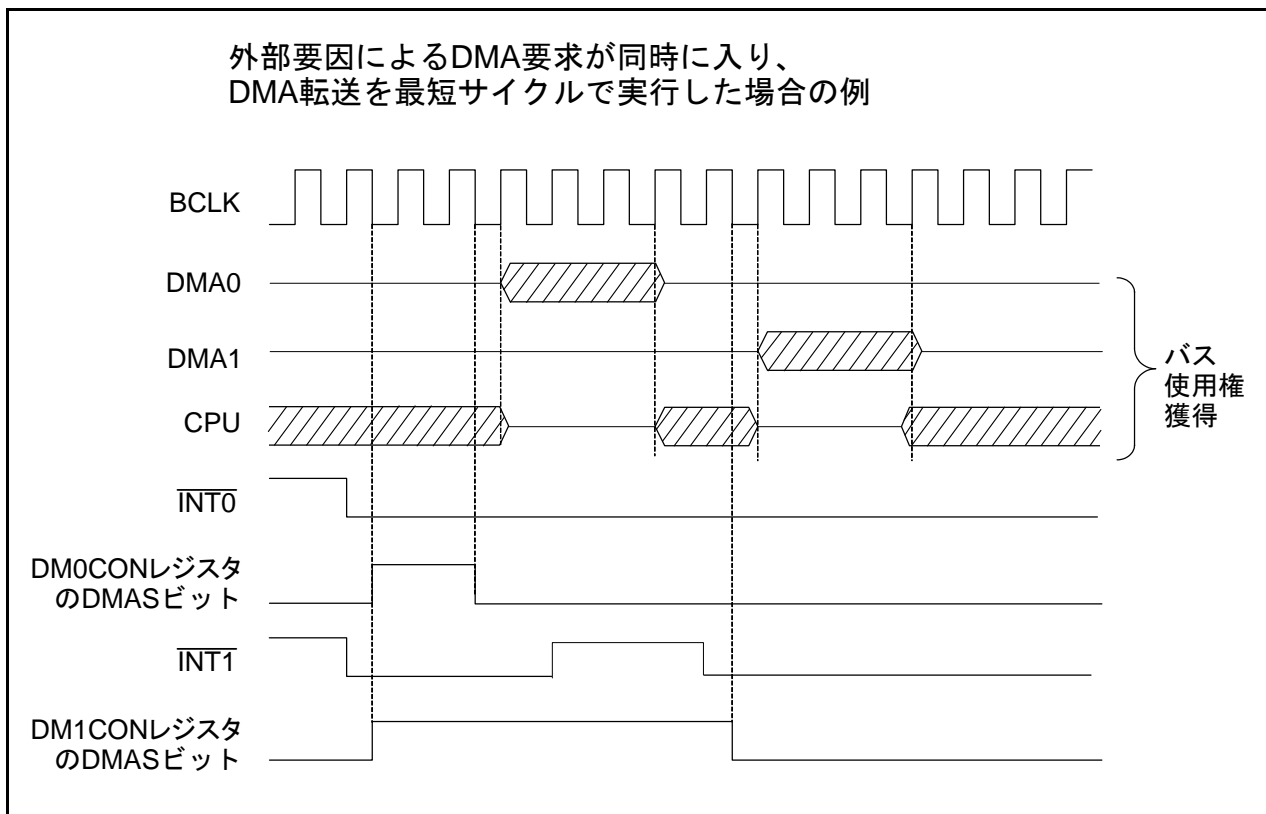 外部要因によるDMA要求が同時に入り、
DMA転送を最短サイクルで実行した場合の例
BCLK
DMA0
DMA1
CPU
バス
使用権
獲得
INT0
DM0CONレジスタ
のDMASビット
INT1
DM1CONレジスタ
のDMASビット